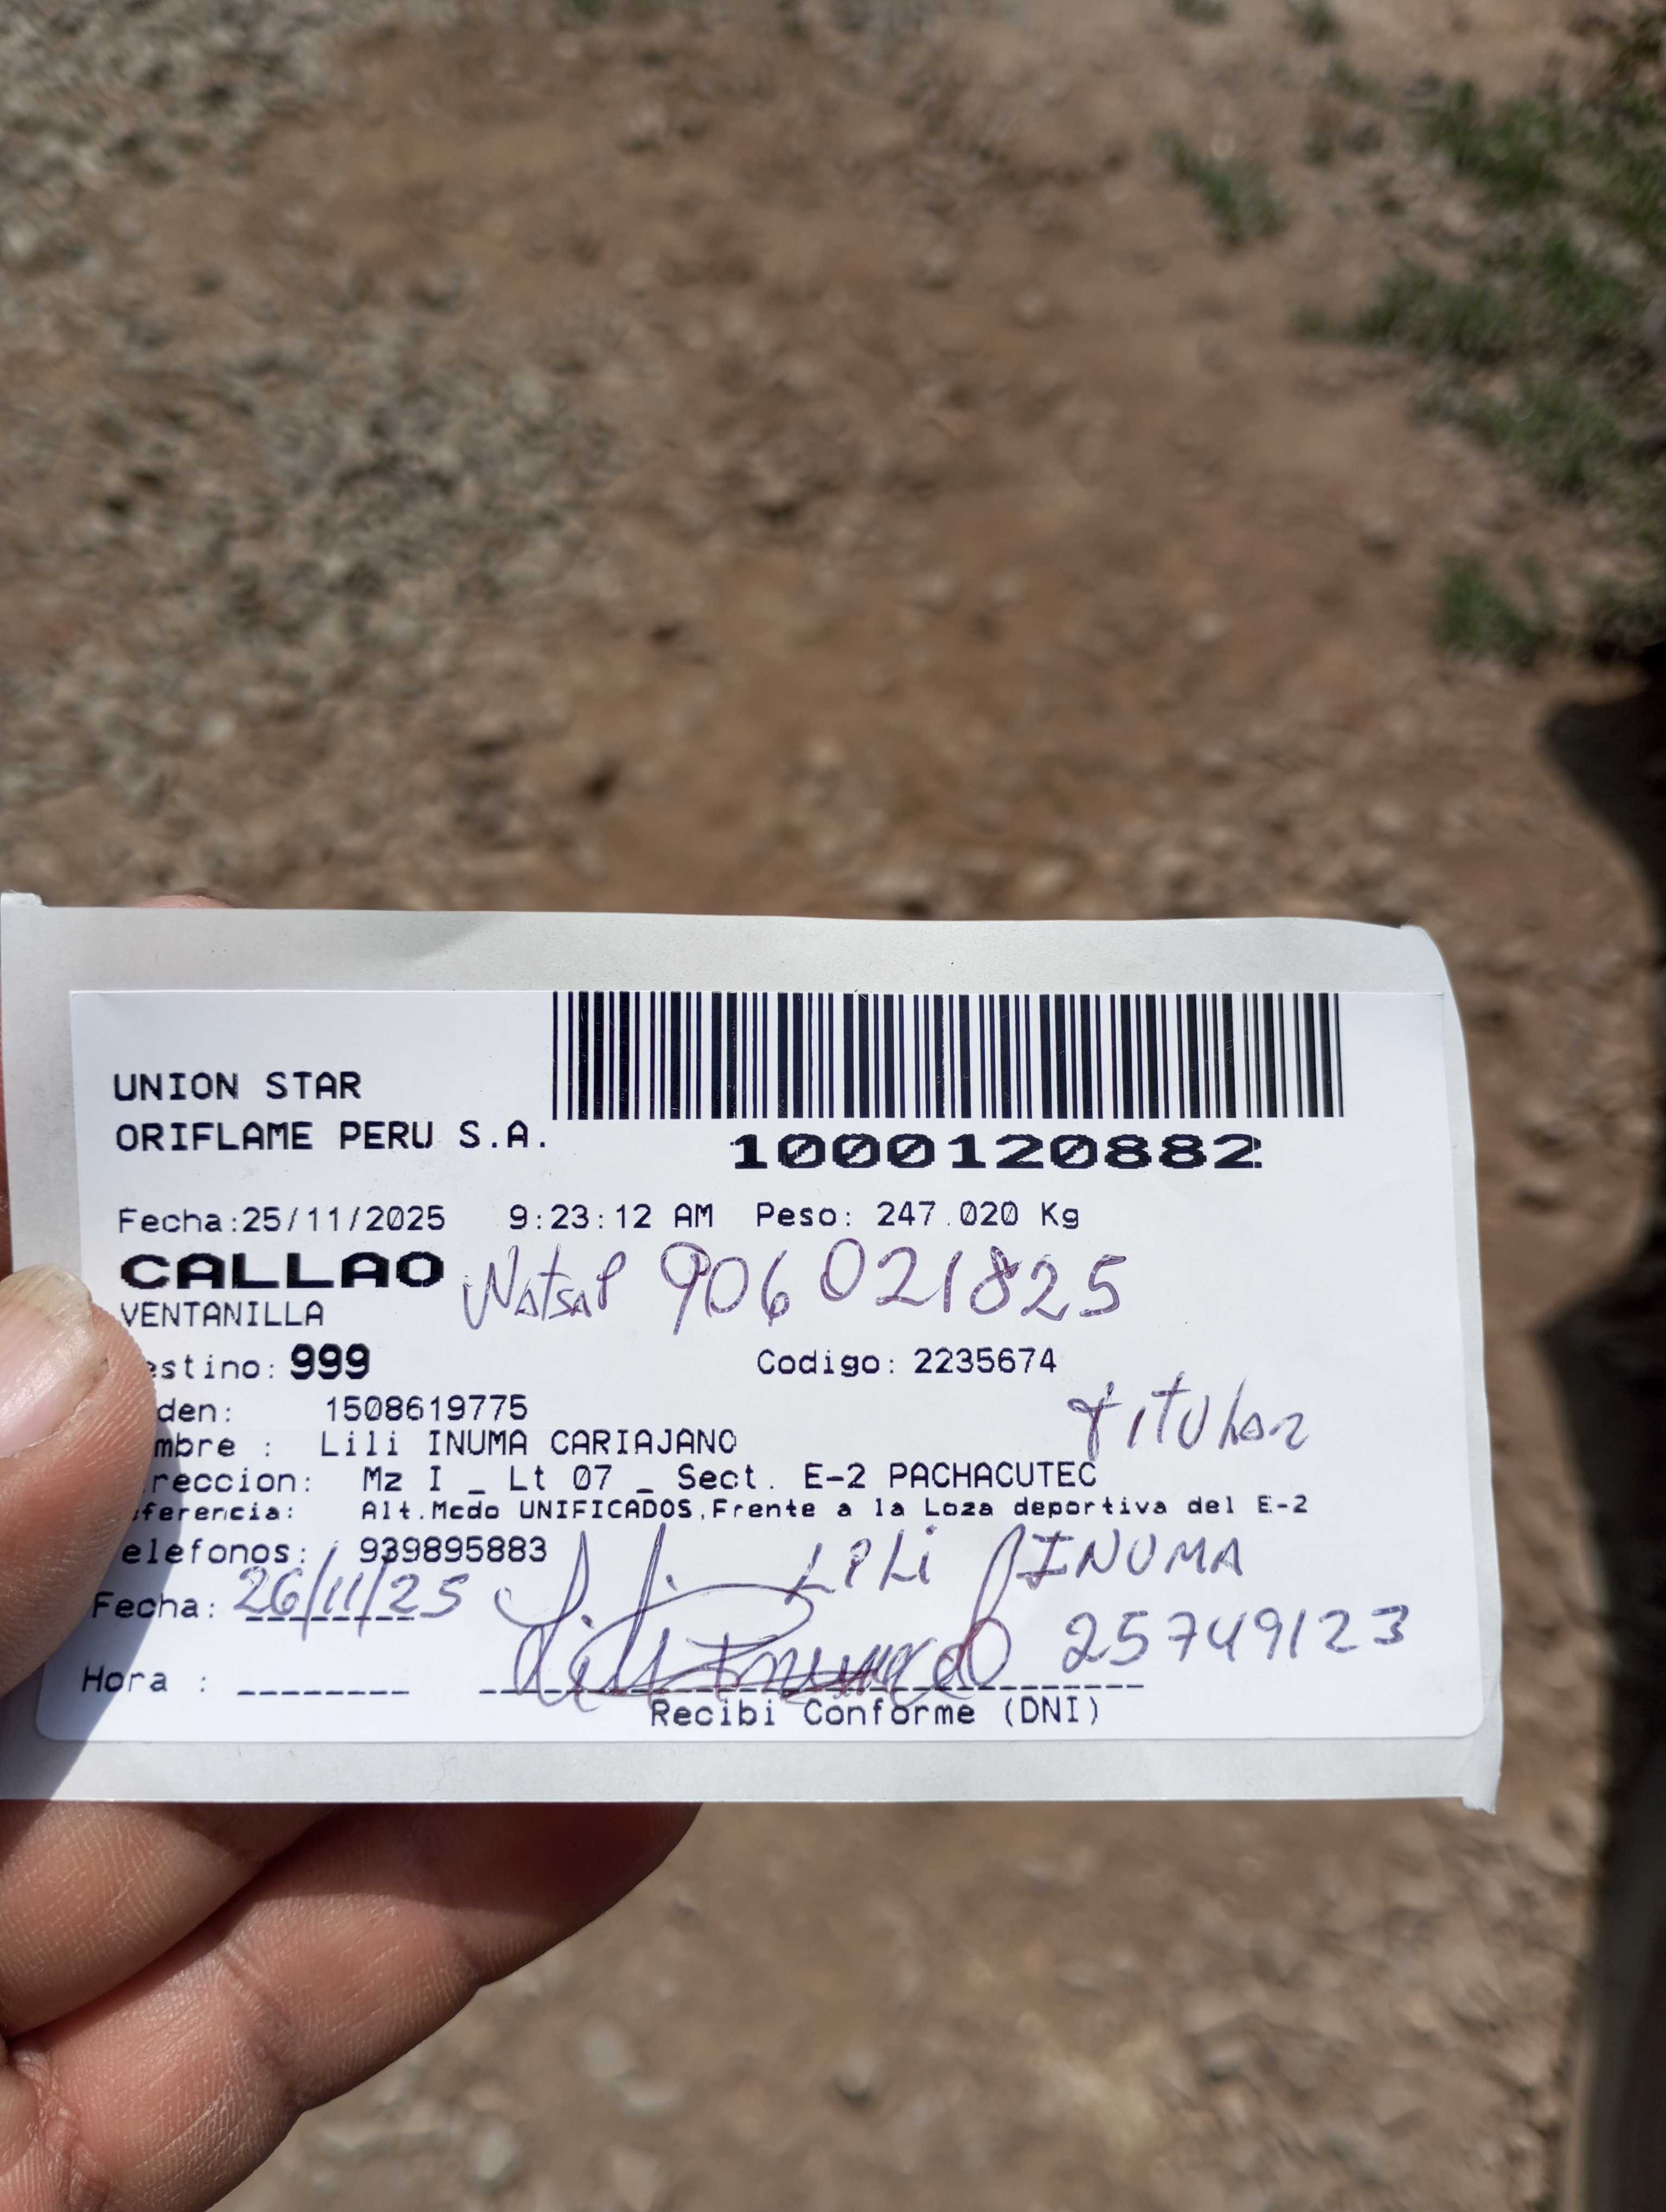 UNION STAR
ORIFLAME PERU S.A.
1000120882
Fecha:25/11/2025 9:23:12 AM Peso: 247.020 Kg
CALLAO Watsap 906021825
VENTANILLA
estino: 999 Codigo: 2235674
den: 1508619775 titular
mbre : Lili INUMA CARIAJANO
reccion: Mz I _ Lt 07 _ Sect. E-2 PACHACUTEC
ferencia: Alt.Mcdo UNIFICADOS,Frente a la Loza deportiva del E-2
elefonos: 939895883 LiLi INUMA
Fecha: 26/11/25 25749123
Hora :
Recibi Conforme (DNI)